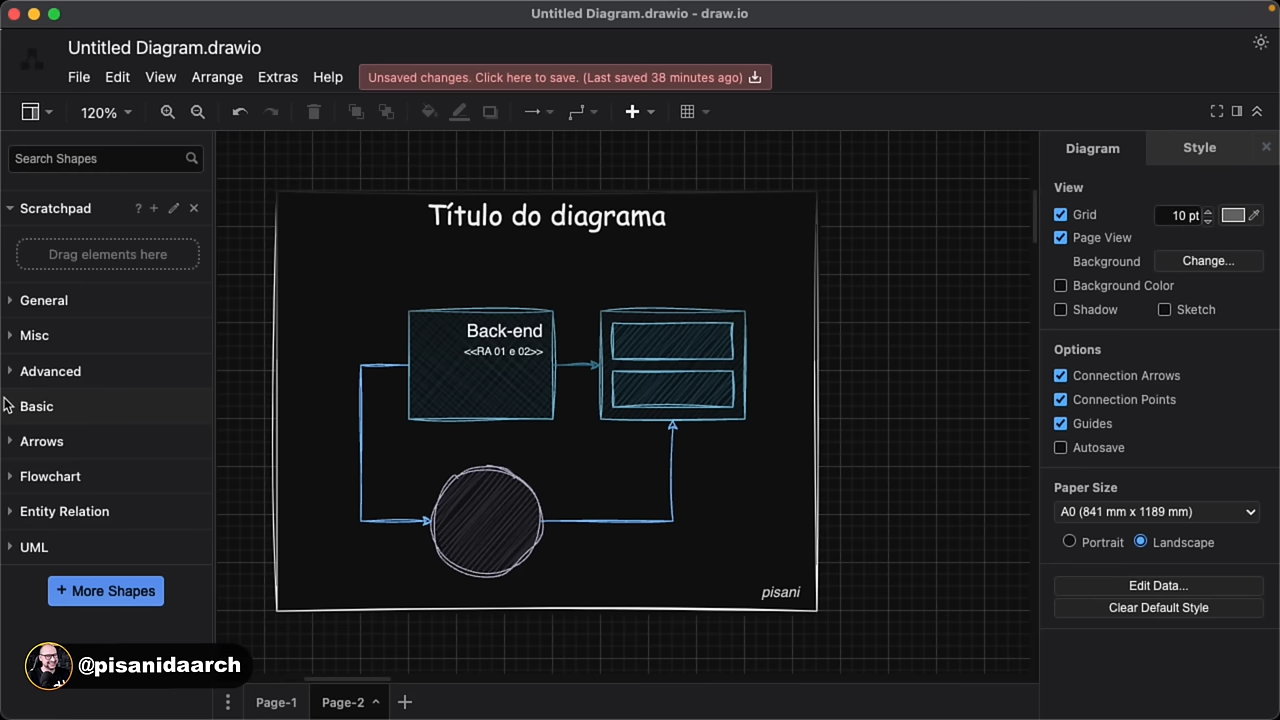 Untitled Diagram.drawio - draw.io
Untitled Diagram.drawio
File Edit View Arrange Extras Help
Unsaved changes. Click here to save. (Last saved 38 minutes ago)
120%
Search Shapes
Scratchpad ?
Drag elements here
General
Misc
Advanced
Basic
Arrows
Flowchart
Entity Relation
UML
+ More Shapes
@pisanidaarch
Título do diagrama
Back-end
<<RA 01 e 02>>
pisani
Page-1 Page-2
Diagram Style
View
Grid 10 pt
Page View
Background Change...
Background Color
Shadow Sketch
Options
Connection Arrows
Connection Points
Guides
Autosave
Paper Size
A0 (841 mm x 1189 mm)
Portrait Landscape
Edit Data...
Clear Default Style